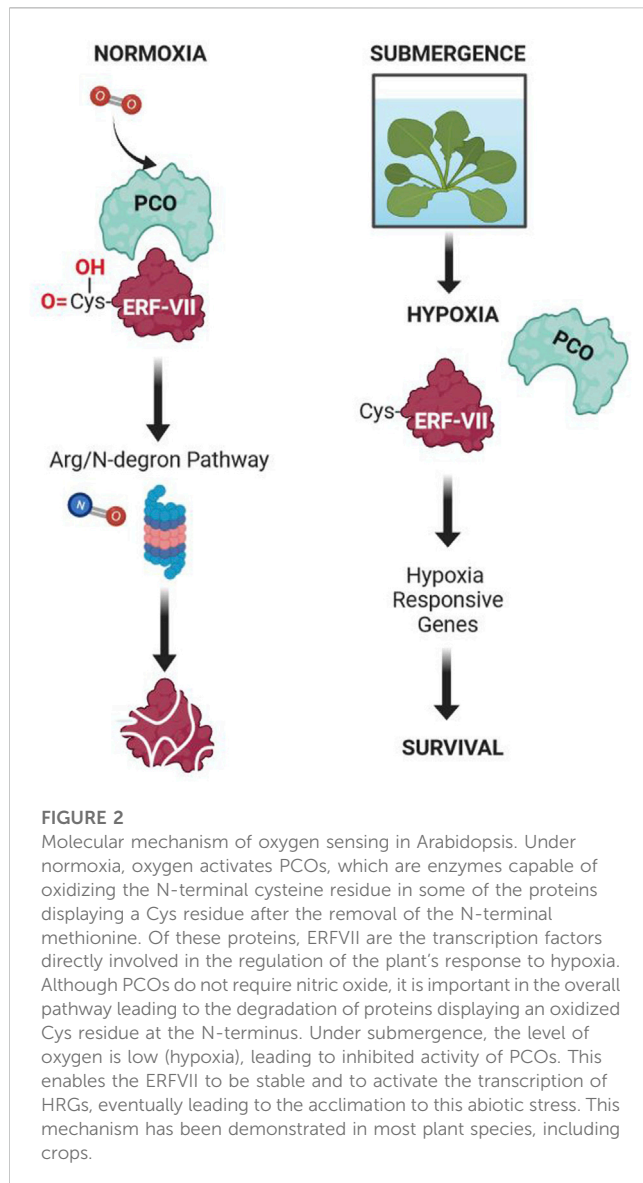 NORMOXIA
O=O
PCO
OH
O=Cys-
ERF-VII
Arg/N-degron Pathway
N=O
SUBMERGENCE
HYPOXIA
PCO
Cys-
ERF-VII
Hypoxia
Responsive
Genes
SURVIVAL
FIGURE 2
Molecular mechanism of oxygen sensing in Arabidopsis. Under
normoxia, oxygen activates PCOs, which are enzymes capable of
oxidizing the N-terminal cysteine residue in some of the proteins
displaying a Cys residue after the removal of the N-terminal
methionine. Of these proteins, ERFVII are the transcription factors
directly involved in the regulation of the plant's response to hypoxia.
Although PCOs do not require nitric oxide, it is important in the overall
pathway leading to the degradation of proteins displaying an oxidized
Cys residue at the N-terminus. Under submergence, the level of
oxygen is low (hypoxia), leading to inhibited activity of PCOs. This
enables the ERFVII to be stable and to activate the transcription of
HRGs, eventually leading to the acclimation to this abiotic stress. This
mechanism has been demonstrated in most plant species, including
crops.